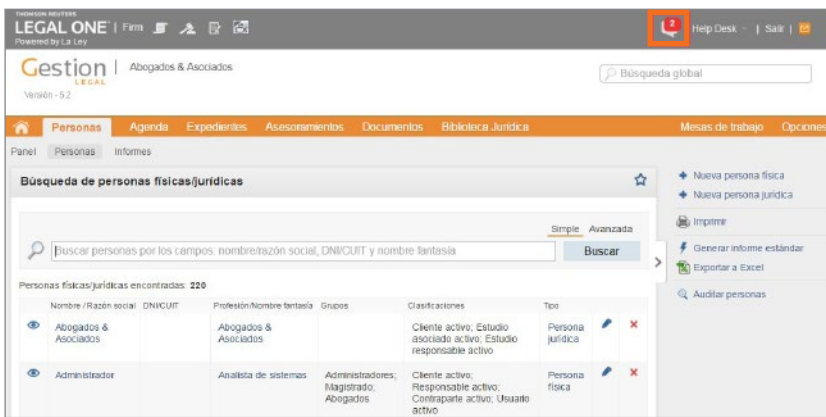 THOMSON REUTERS
LEGAL ONE | Firm
Powered by La Ley
2
Help Desk | Salir |
Gestion | Abogados & Asociados
LEGAL
Versión - 5.2
Búsqueda global
Personas Agenda Expedientes Asesoramientos Documentos Biblioteca Jurídica Mesas de trabajo Opciones
Panel Personas Informes
Búsqueda de personas físicas/jurídicas
Nueva persona física
Nueva persona jurídica
Imprimir
Generar informe estándar
Exportar a Excel
Auditar personas
Simple Avanzada
Buscar personas por los campos: nombre/razón social, DNI/CUIT y nombre fantasía Buscar
Personas físicas/jurídicas encontradas: 220
Nombre / Razón social DNI/CUIT Profesión/Nombre fantasía Grupos Clasificaciones Tipo
Abogados & Abogados & Cliente activo; Estudio Persona
Asociados Asociados asociado activo; Estudio jurídica
responsable activo
Administrador Analista de sistemas Administradores; Cliente activo; Persona
Magistrado; Responsable activo; física
Abogados Contraparte activo; Usuario
activo